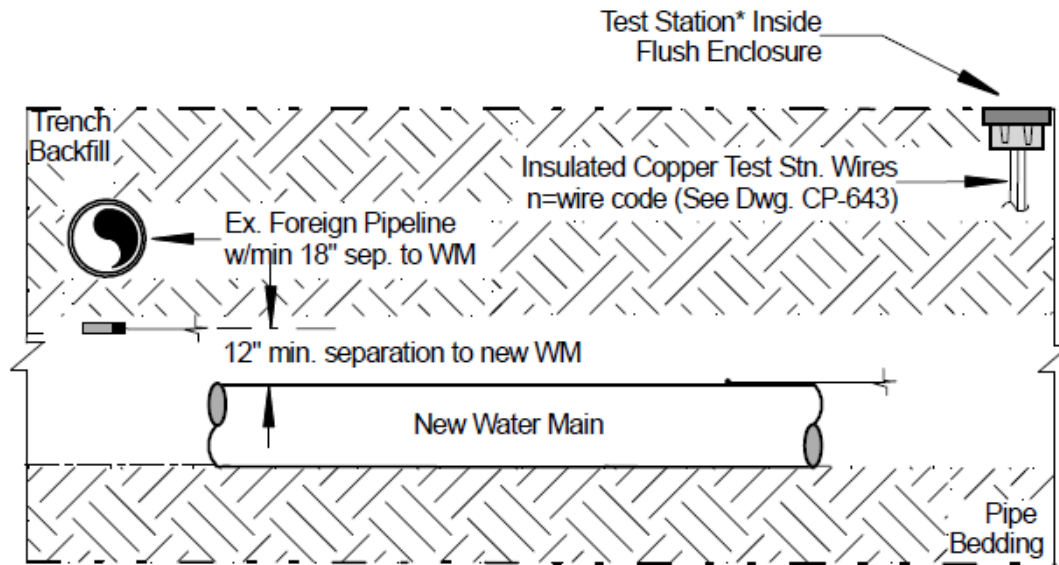 Test Station* Inside
Flush Enclosure
Trench
Backfill
Insulated Copper Test Stn. Wires
n=wire code (See Dwg. CP-643)
Ex. Foreign Pipeline
w/min 18" sep. to WM
12" min. separation to new WM
New Water Main
Pipe
Bedding